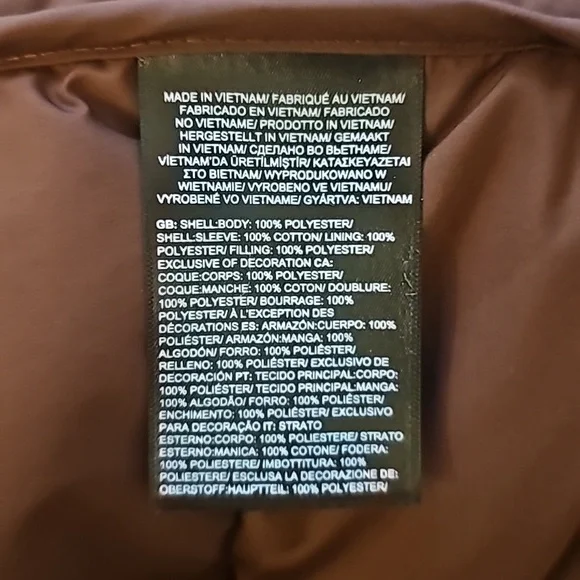 MADE IN VIETNAM/ FABRIQUÉ AU VIETNAM/
FABRICADO EN VIETNAM/ FABRICADO
NO VIETNAME/ PRODOTTO IN VIETNAM/
HERGESTELLT IN VIETNAM/ GEMAAKT
IN VIETNAM/ СДЕЛАНО ВО ВЬЕТНАМЕ/
VİETNAM'DA ÜRETİLMİŞTİR/ ΚΑΤΑΣΚΕΥΑΖΕΤΑΙ
ΣΤΟ ΒΙΕΤΝΑΜ/ WYPRODUKOWANO W
WIETNAMIE/ VYROBENO VE VIETNAMU/
VYROBENÉ VO VIETNAME/ GYÁRTVA: VIETNAM
GB: SHELL:BODY: 100% POLYESTER/
SHELL:SLEEVE: 100% COTTON/ LINING: 100%
POLYESTER/ FILLING: 100% POLYESTER/
EXCLUSIVE OF DECORATION CA:
COQUE:CORPS: 100% POLYESTER/
COQUE:MANCHE: 100% COTON/ DOUBLURE:
100% POLYESTER/ BOURRAGE: 100%
POLYESTER/ À L'EXCEPTION DES
DÉCORATIONS ES: ARMAZÓN:CUERPO: 100%
POLIÉSTER/ ARMAZÓN:MANGA: 100%
ALGODÓN/ FORRO: 100% POLIÉSTER/
RELLENO: 100% POLIÉSTER/ EXCLUSIVO DE
DECORACIÓN PT: TECIDO PRINCIPAL:CORPO:
100% POLIÉSTER/ TECIDO PRINCIPAL:MANGA:
100% ALGODÃO/ FORRO: 100% POLIÉSTER/
ENCHIMENTO: 100% POLIÉSTER/ EXCLUSIVO
PARA DECORAÇÃO IT: STRATO
ESTERNO:CORPO: 100% POLIESTERE/ STRATO
ESTERNO:MANICA: 100% COTONE/ FODERA:
100% POLIESTERE/ IMBOTTITURA: 100%
POLIESTERE/ ESCLUSA LA DECORAZIONE DE:
OBERSTOFF:HAUPTTEIL: 100% POLYESTER/